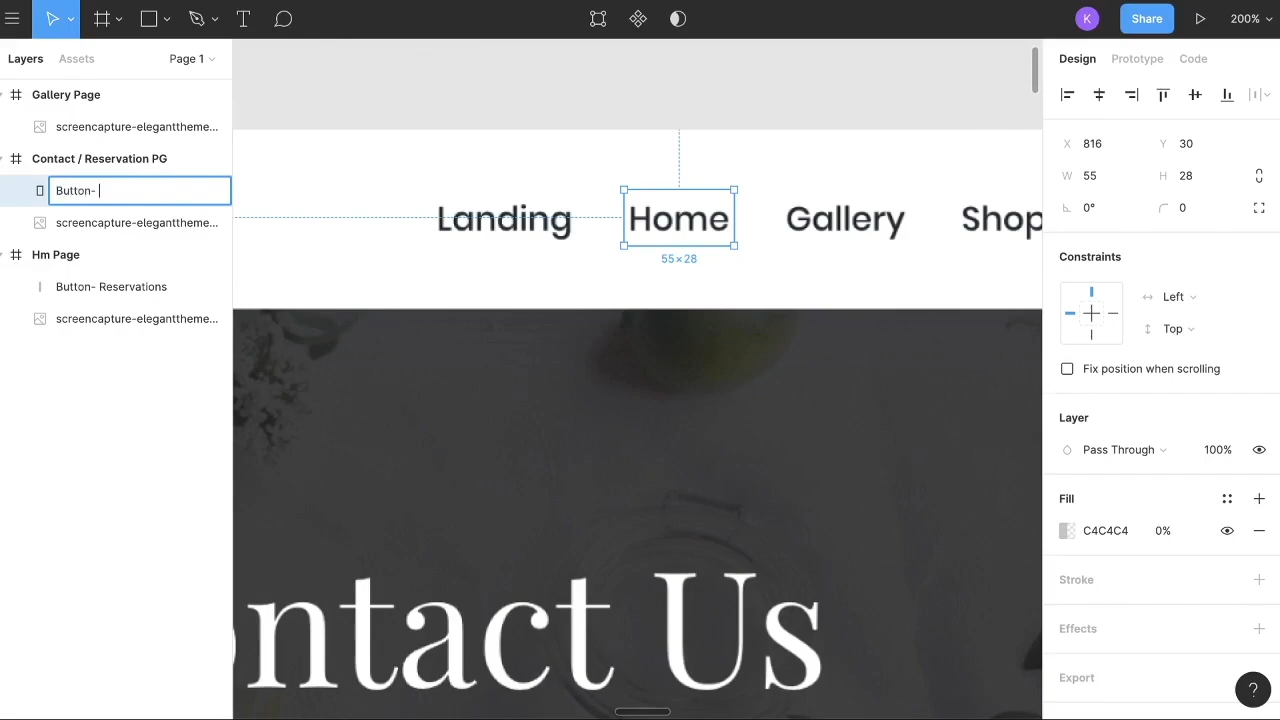 K Share 200%
Layers Assets Page 1
Gallery Page
screencapture-eleganttheme...
Contact / Reservation PG
Button-
screencapture-eleganttheme...
Hm Page
Button- Reservations
screencapture-eleganttheme...
Landing Home Gallery Shop
55×28
ontact Us
Design Prototype Code
X 816 Y 30
W 55 H 28
0° 0
Constraints
Left
Top
Fix position when scrolling
Layer
Pass Through 100%
Fill
C4C4C4 0%
Stroke
Effects
Export
?